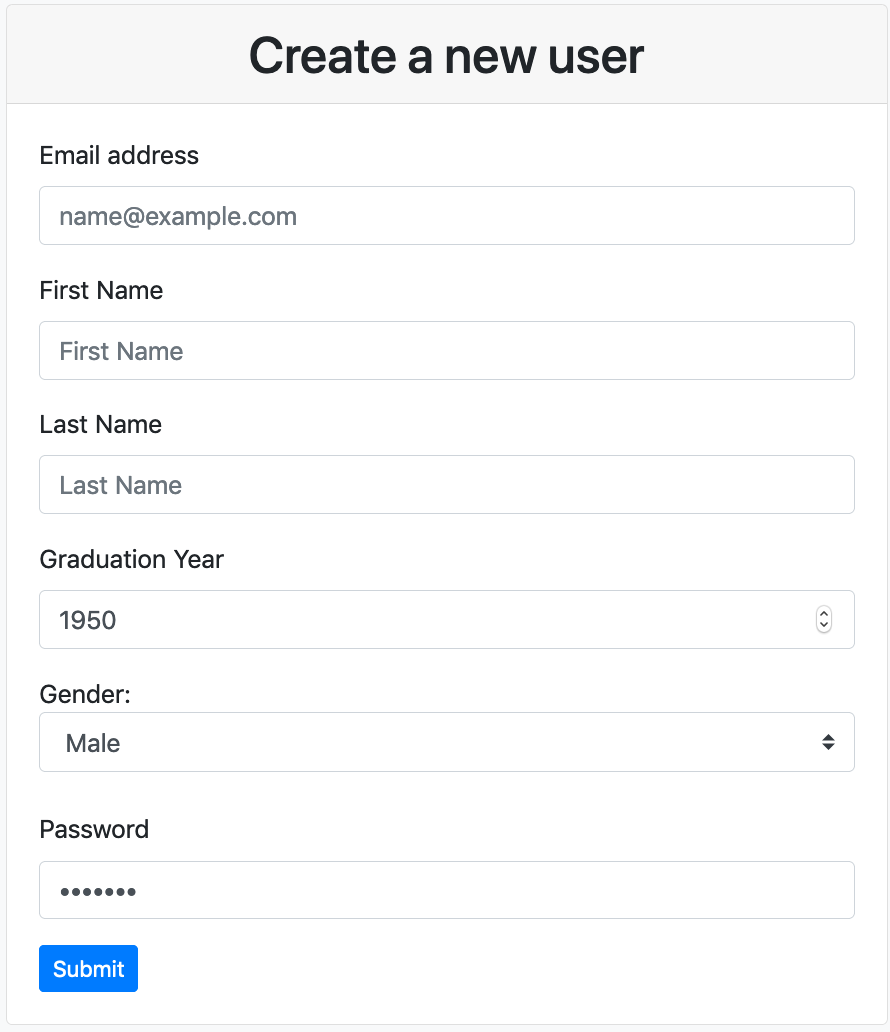 Create a new user
Email address
name@example.com
First Name
First Name
Last Name
Last Name
Graduation Year
1950
Gender:
Male
Password
•••••••
Submit